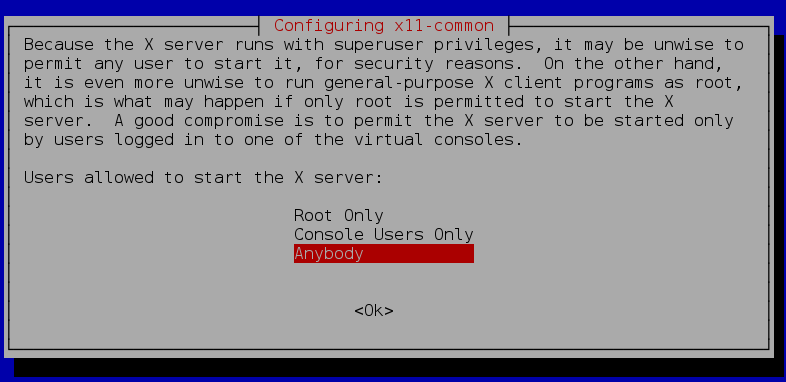 Configuring x11-common
Because the X server runs with superuser privileges, it may be unwise to
permit any user to start it, for security reasons.  On the other hand,
it is even more unwise to run general-purpose X client programs as root,
which is what may happen if only root is permitted to start the X
server.  A good compromise is to permit the X server to be started only
by users logged in to one of the virtual consoles.
Users allowed to start the X server:
Root Only
Console Users Only
Anybody
<Ok>